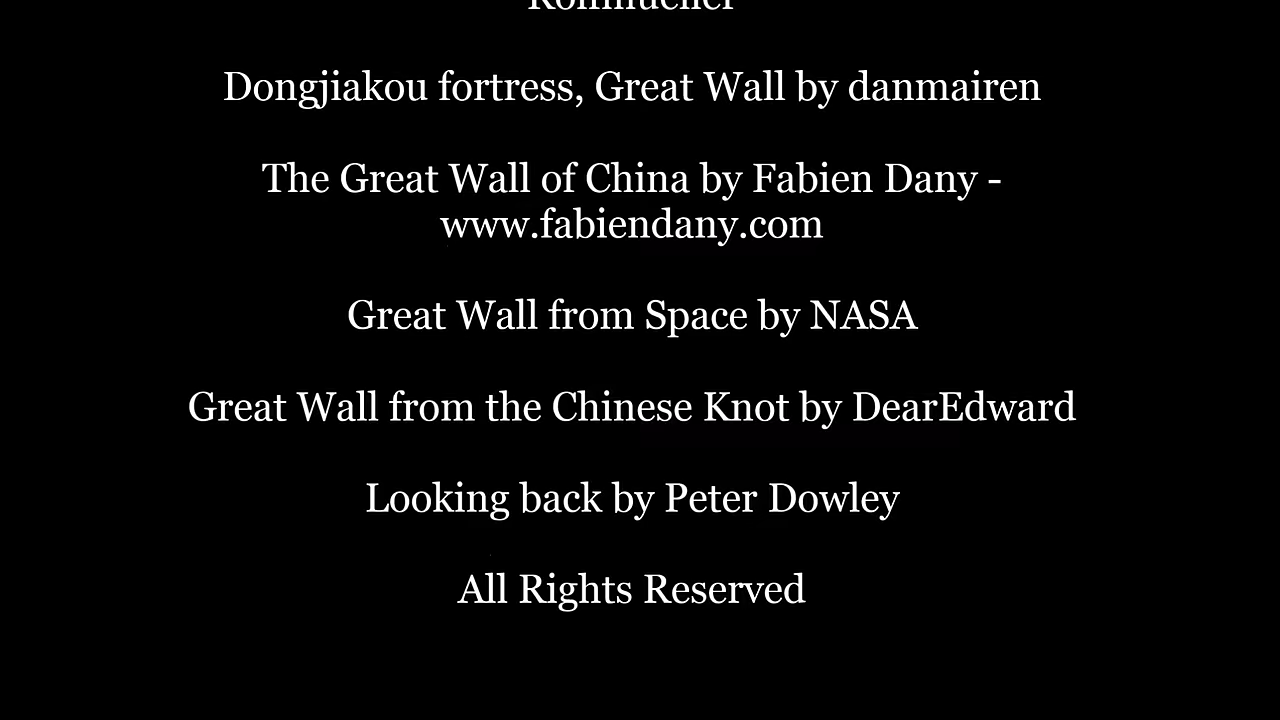 Dongjiakou fortress, Great Wall by danmairen
The Great Wall of China by Fabien Dany -
www.fabiendany.com
Great Wall from Space by NASA
Great Wall from the Chinese Knot by DearEdward
Looking back by Peter Dowley
All Rights Reserved